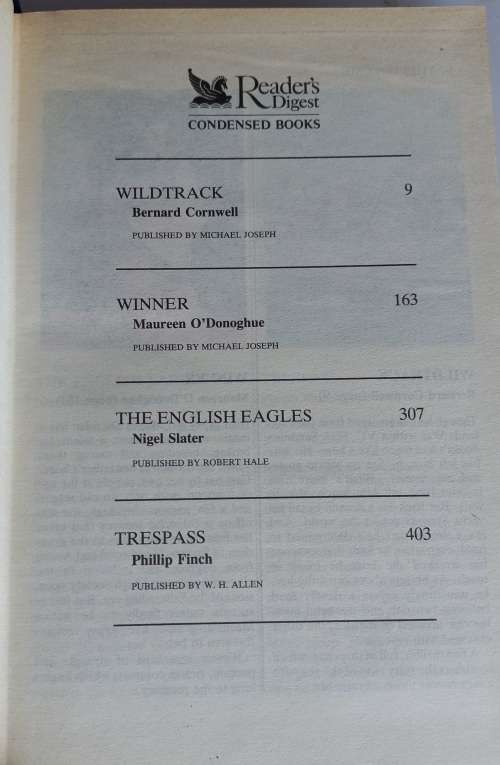 Reader's
Digest
CONDENSED BOOKS
WILDTRACK 9
Bernard Cornwell
PUBLISHED BY MICHAEL JOSEPH
WINNER 163
Maureen O'Donoghue
PUBLISHED BY MICHAEL JOSEPH
THE ENGLISH EAGLES 307
Nigel Slater
PUBLISHED BY ROBERT HALE
TRESPASS 403
Phillip Finch
PUBLISHED BY W. H. ALLEN